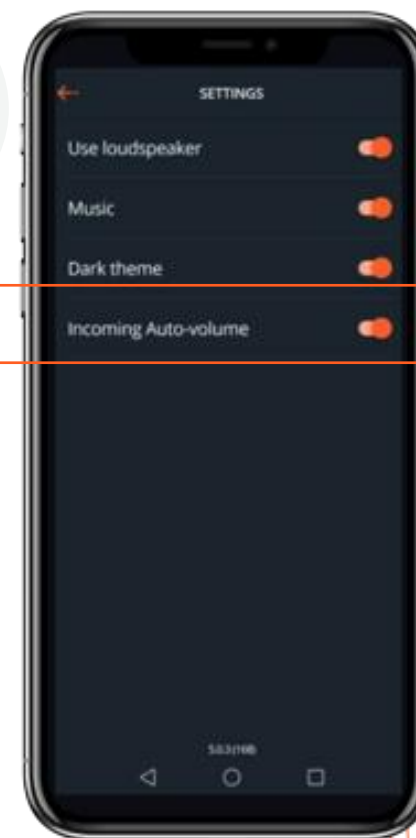 SETTINGS
Use loudspeaker
Music
Dark theme
Incoming Auto-volume